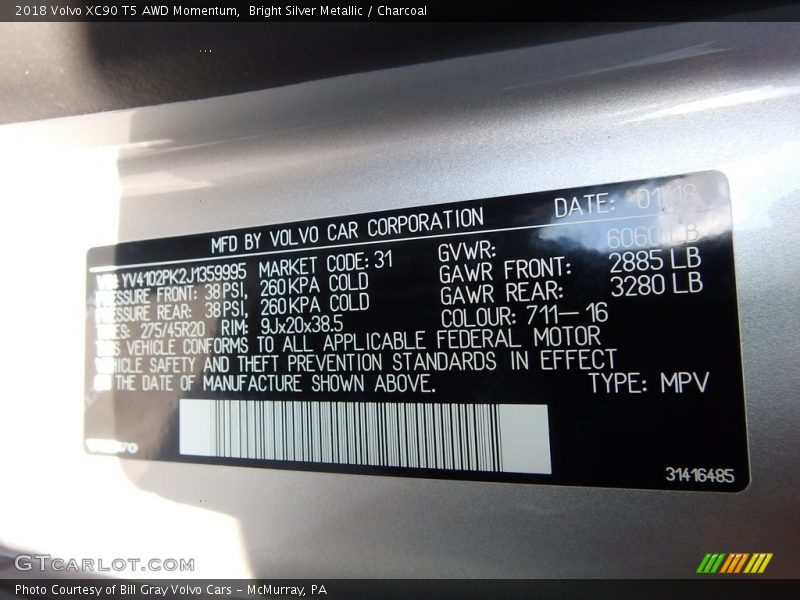 2018 Volvo XC90 T5 AWD Momentum,  Bright Silver Metallic / Charcoal
MFD BY VOLVO CAR CORPORATION DATE: 01/18
YV4102PK2J1359995 MARKET CODE: 31 GVWR: 6060 LB
PRESSURE FRONT: 38 PSI, 260 KPA COLD GAWR FRONT: 2885 LB
PRESSURE REAR: 38 PSI, 260 KPA COLD GAWR REAR: 3280 LB
275/45R20 RIM: 9Jx20x38.5 COLOUR: 711-16
VEHICLE CONFORMS TO ALL APPLICABLE FEDERAL MOTOR
VEHICLE SAFETY AND THEFT PREVENTION STANDARDS IN EFFECT
THE DATE OF MANUFACTURE SHOWN ABOVE. TYPE: MPV
VOLVO
31416485
GTCARLOT.COM
Photo Courtesy of Bill Gray Volvo Cars - McMurray, PA